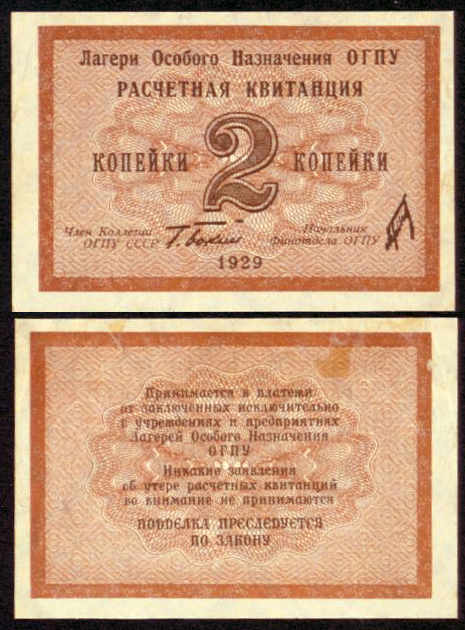 Лагери Особого Назначения ОГПУ
РАСЧЕТНАЯ КВИТАНЦИЯ
КОПЕЙКИ 2 КОПЕЙКИ
Член Коллегии
ОГПУ СССР
Начальник
Финотдела ОГПУ
1929
Принимается в платежи
от заключенных исключительно
в учреждениях и предприятиях
Лагерей Особого Назначения
ОГПУ
Никакие заявления
об утере расчетных квитанций
во внимание не принимаются
ПОДДЕЛКА ПРЕСЛЕДУЕТСЯ
ПО ЗАКОНУ